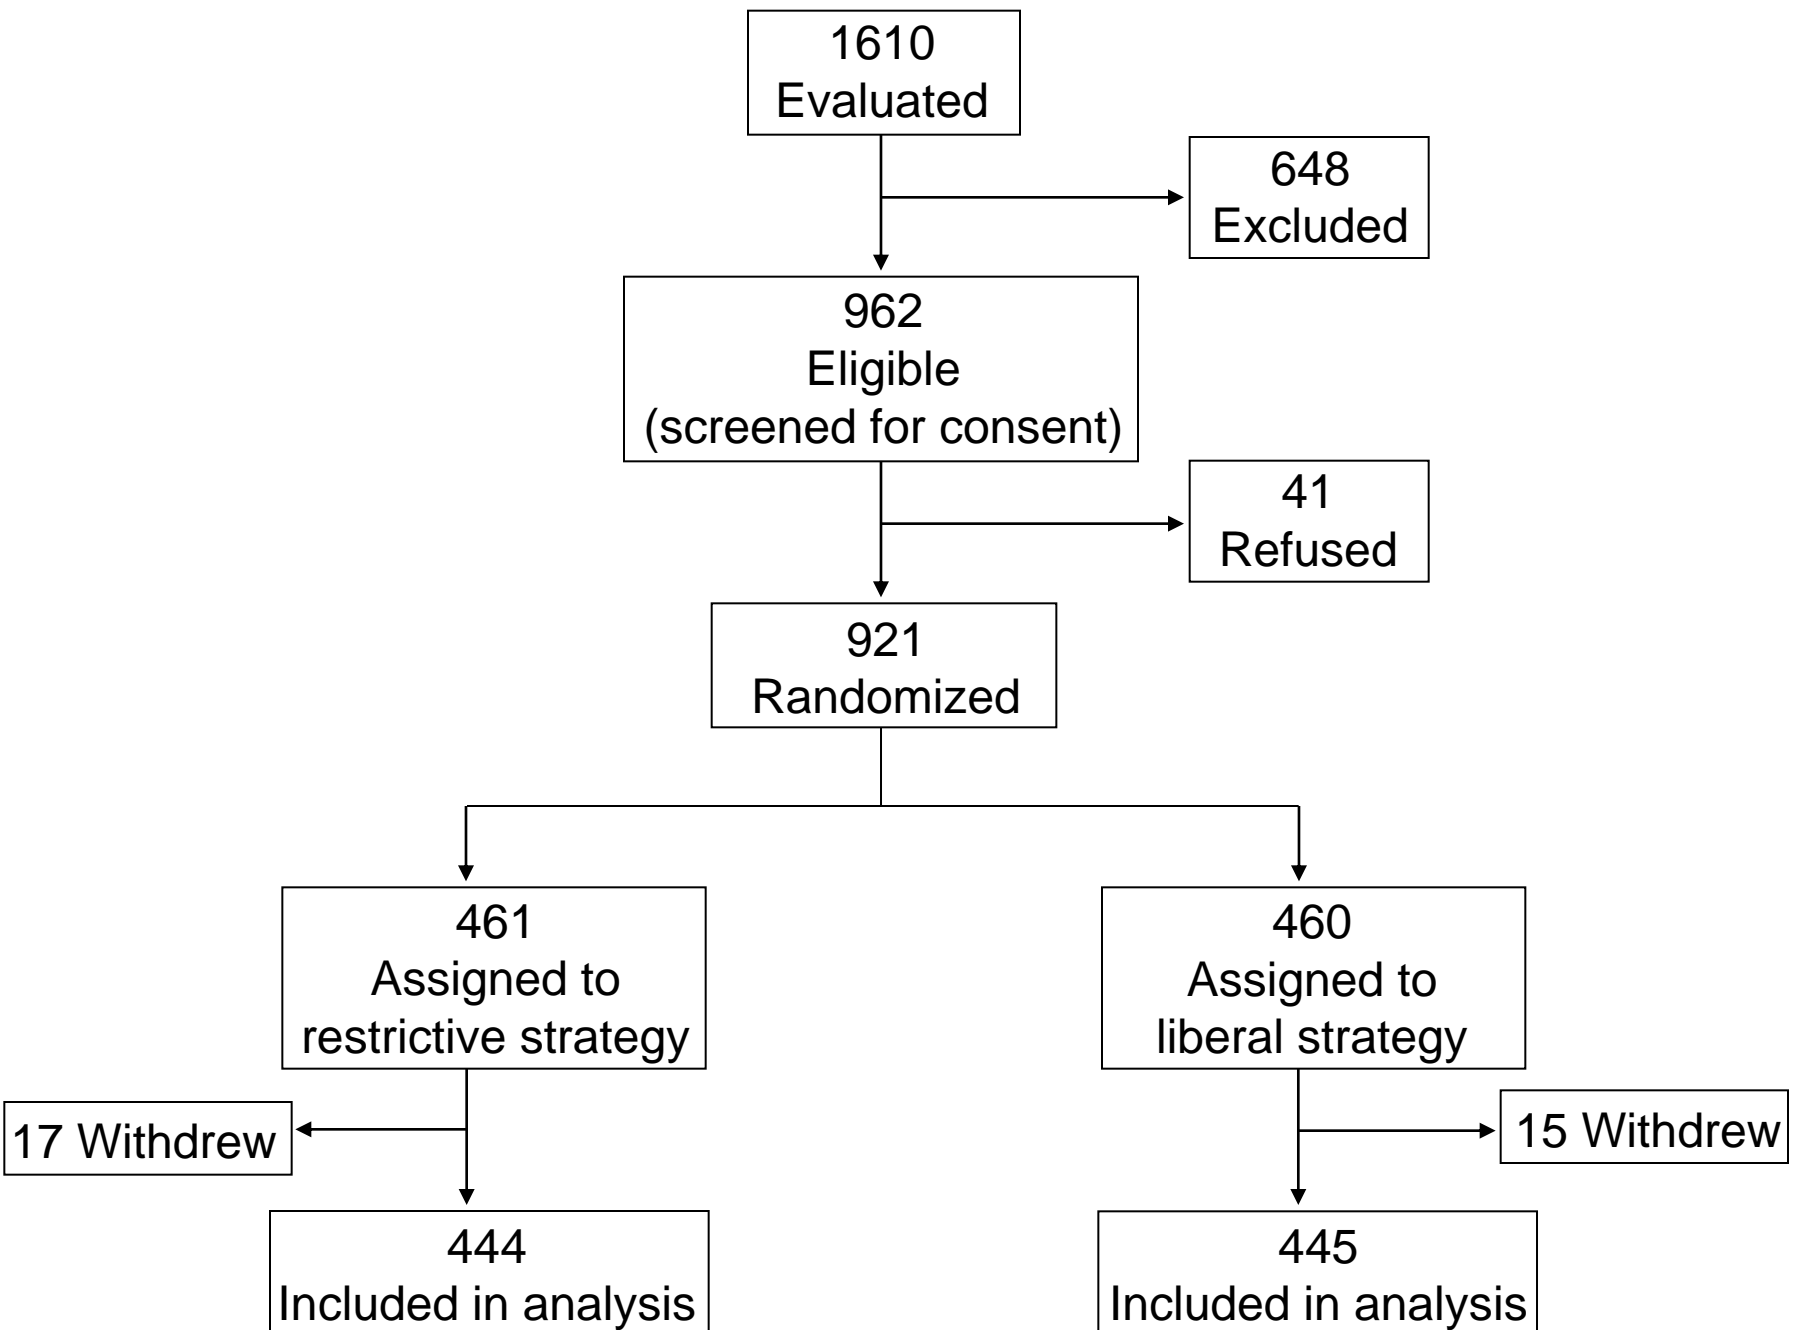 1610
Evaluated
648
Excluded
962
Eligible
(screened for consent)
41
Refused
921
Randomized
461
Assigned to
restrictive strategy
460
Assigned to
liberal strategy
17 Withdrew
15 Withdrew
444
Included in analysis
445
Included in analysis